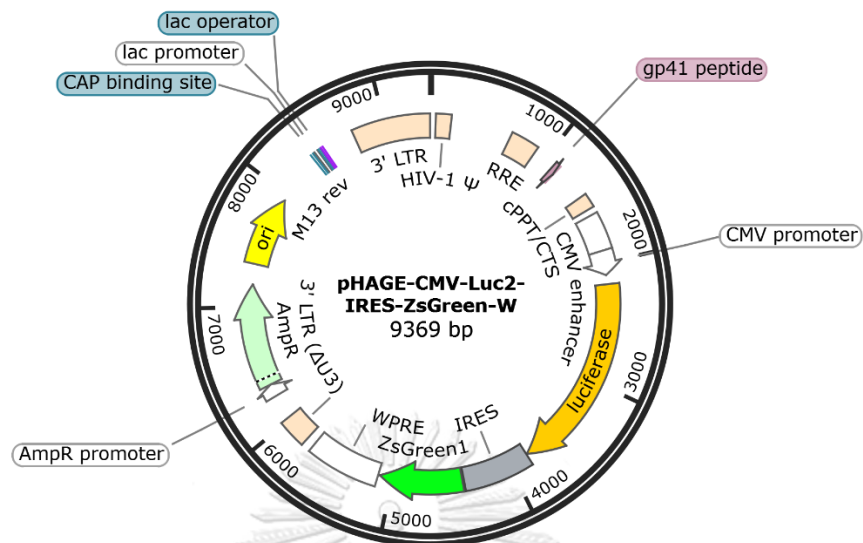 lac operator
lac promoter
CAP binding site
gp41 peptide
9000
1000
3' LTR
HIV-1 Ψ
RRE
8000
M13 rev
cPPT/CTS
2000
CMV promoter
ori
CMV enhancer
pHAGE-CMV-Luc2-
IRES-ZsGreen-W
9369 bp
7000
AmpR
3' LTR (ΔU3)
luciferase
3000
AmpR promoter
WPRE
IRES
ZsGreen1
6000
4000
5000